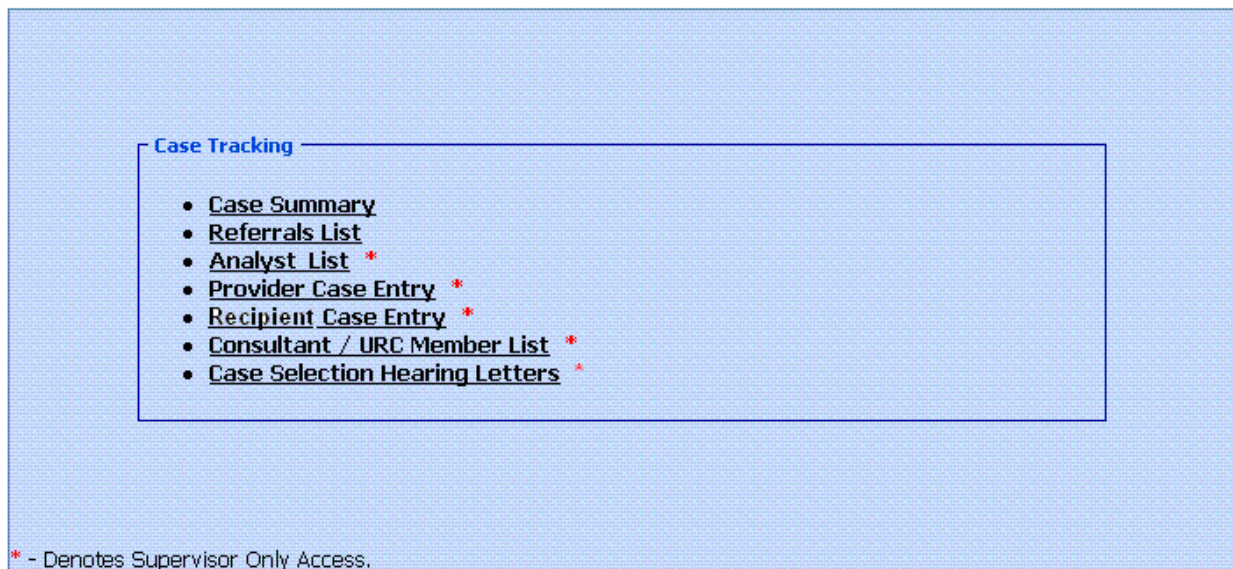 Case Tracking
• Case Summary
• Referrals List
• Analyst List *
• Provider Case Entry *
• Recipient Case Entry *
• Consultant / URC Member List *
• Case Selection Hearing Letters *
* - Denotes Supervisor Only Access.